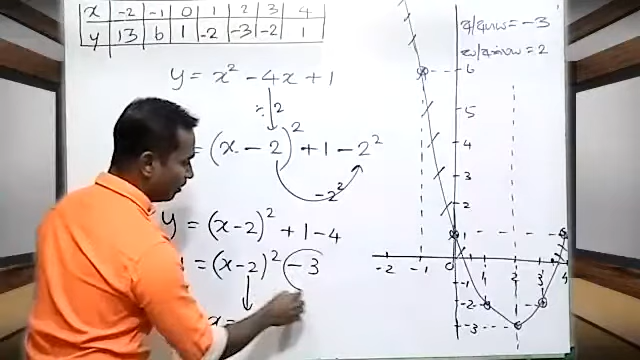 x -2 -1 0 1 2 3 4
y 13 6 1 -2 -3 -2 1
y = x² - 4x + 1
÷2
= (x - 2)² + 1 - 2²
-2²
y = (x-2)² + 1 - 4
= (x-2)² - 3
x =
= -3
= 2
6
5
4
3
2
1
-2 -1 0 1 2 3 4
-1
-2
-3